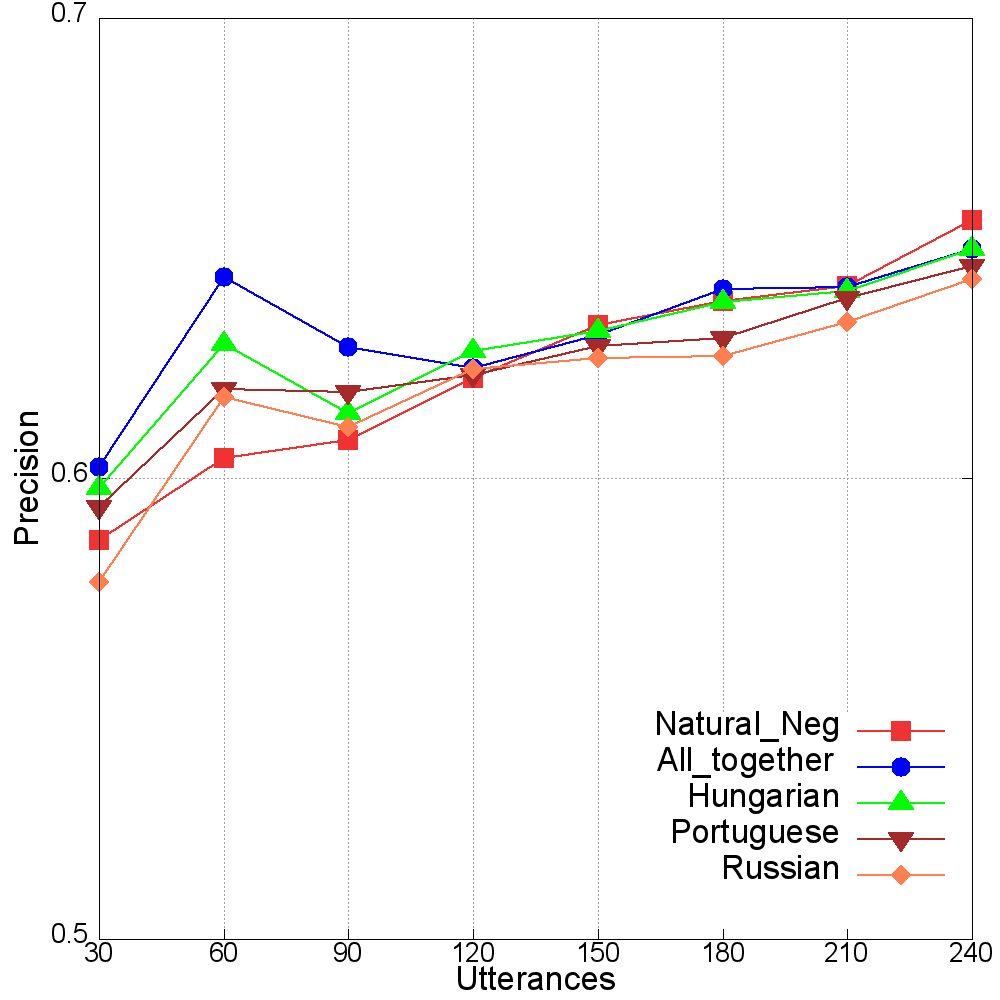 0.7
0.6
0.5
Precision
Natural_Neg
All_together
Hungarian
Portuguese
Russian
30 60 90 120 150 180 210 240
Utterances